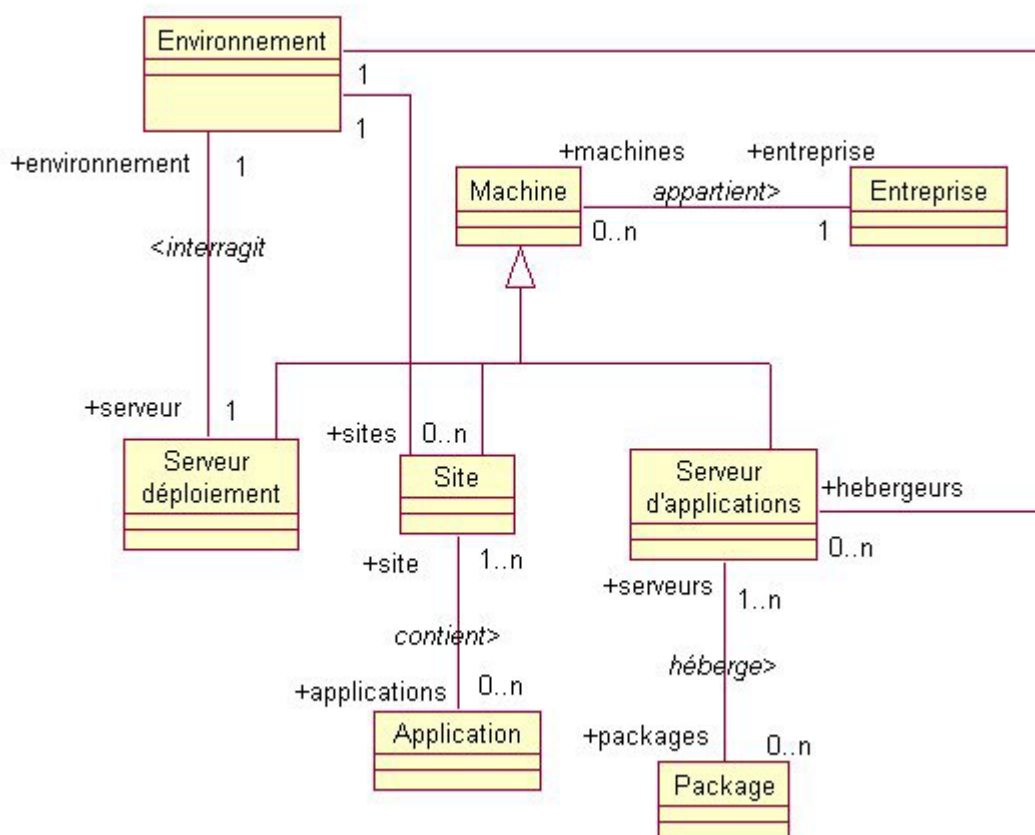 Environnement
1
1
+environnement
1
<interragit
+machines
+entreprise
Machine
appartient>
Entreprise
0..n
1
+serveur
1
+sites
0..n
Serveur
déploiement
Site
Serveur
d'applications
+hebergeurs
0..n
+site
1..n
+serveurs
1..n
contient>
héberge>
+applications
0..n
Application
+packages
0..n
Package